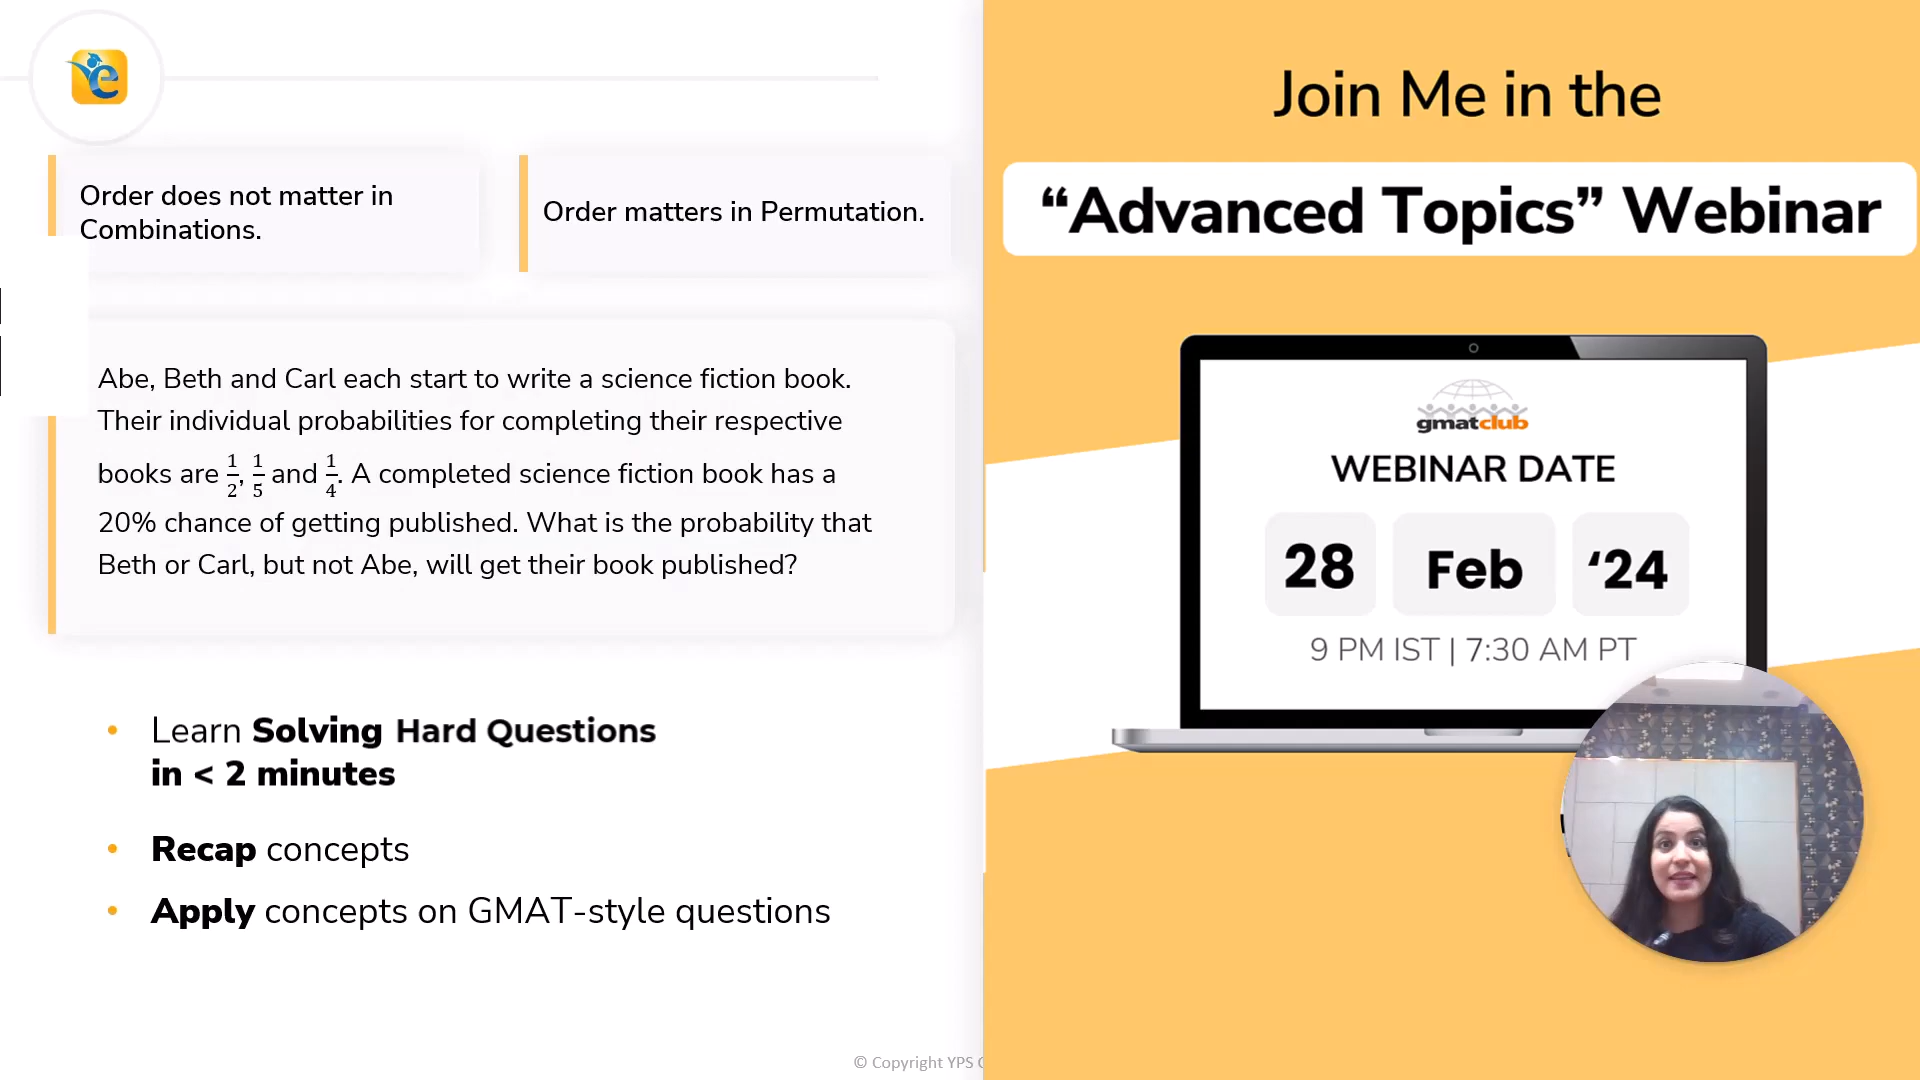 Order does not matter in
Combinations.
Order matters in Permutation.
Abe, Beth and Carl each start to write a science fiction book.
Their individual probabilities for completing their respective
books are 1/2, 1/5 and 1/4. A completed science fiction book has a
20% chance of getting published. What is the probability that
Beth or Carl, but not Abe, will get their book published?
• Learn Solving Hard Questions
in < 2 minutes
• Recap concepts
• Apply concepts on GMAT-style questions
© Copyright YPS
Join Me in the
“Advanced Topics” Webinar
gmatclub
WEBINAR DATE
28 Feb ‘24
9 PM IST | 7:30 AM PT